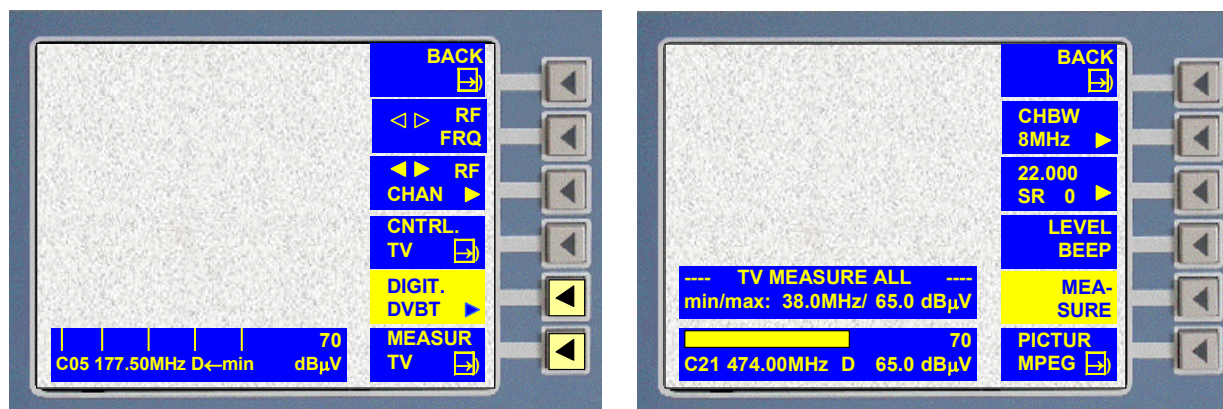 BACK
RF
FRQ
RF
CHAN
CNTRL.
TV
DIGIT.
DVBT
MEASUR
TV
70
C05 177.50MHz D←min dBµV
BACK
CHBW
8MHz
22.000
SR 0
LEVEL
BEEP
MEA-
SURE
PICTUR
MPEG
---- TV MEASURE ALL ----
min/max: 38.0MHz/ 65.0 dBµV
70
C21 474.00MHz D 65.0 dBµV